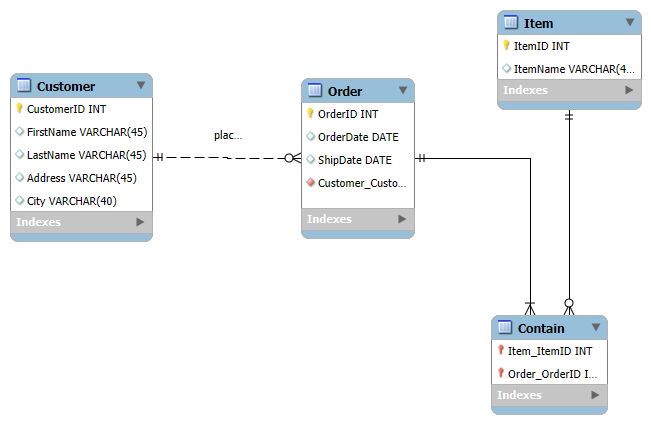 Customer
CustomerID INT
FirstName VARCHAR(45)
LastName VARCHAR(45)
Address VARCHAR(45)
City VARCHAR(40)
Indexes
plac...
Order
OrderID INT
OrderDate DATE
ShipDate DATE
Customer_Custo...
Indexes
Item
ItemID INT
ItemName VARCHAR(4...
Indexes
Contain
Item_ItemID INT
Order_OrderID I...
Indexes